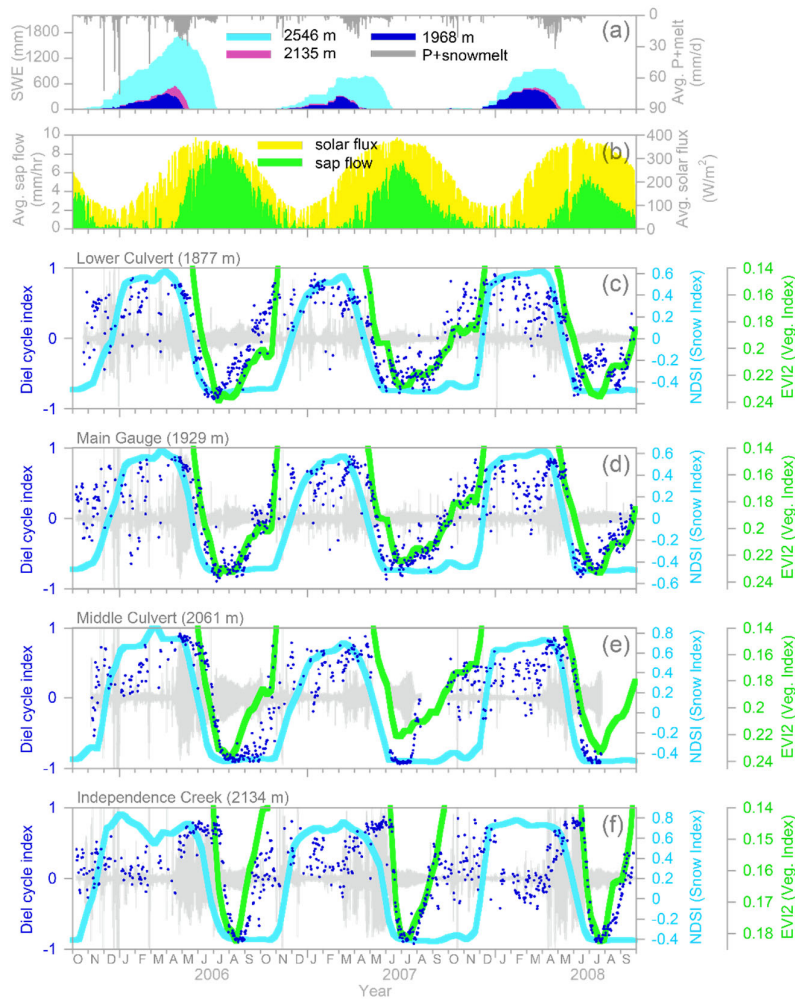 1800
1200
600
0
SWE (mm)
2546 m
2135 m
1968 m
P+snowmelt
(a)
0
30
60
90
Avg. P+melt
(mm/d)
10
8
6
4
2
0
Avg. sap flow
(mm/hr)
solar flux
sap flow
(b)
400
300
200
100
0
Avg. solar flux
(W/m²)
Lower Culvert (1877 m)
(c)
1
0
-1
Diel cycle index
0.6
0.4
0.2
0
-0.2
-0.4
NDSI (Snow Index)
0.14
0.18
0.2
0.22
0.24
EVI2 (Veg. Index)
Main Gauge (1929 m)
(d)
1
0
-1
Diel cycle index
0.6
0.4
0.2
0
-0.2
-0.4
-0.6
NDSI (Snow Index)
0.14
0.16
0.18
0.2
0.22
0.24
EVI2 (Veg. Index)
Middle Culvert (2061 m)
(e)
1
0
-1
Diel cycle index
0.8
0.6
0.4
0.2
0
-0.2
-0.4
NDSI (Snow Index)
0.14
0.16
0.18
0.20
0.22
0.24
EVI2 (Veg. Index)
Independence Creek (2134 m)
(f)
1
0
-1
Diel cycle index
0.8
0.6
0.4
0.2
0
-0.2
-0.4
NDSI (Snow Index)
0.14
0.16
0.17
0.18
EVI2 (Veg. Index)
O N D J F M A M J J A S O N D J F M A M J J A S O N D J F M A M J J A S
2006 2007 2008
Year